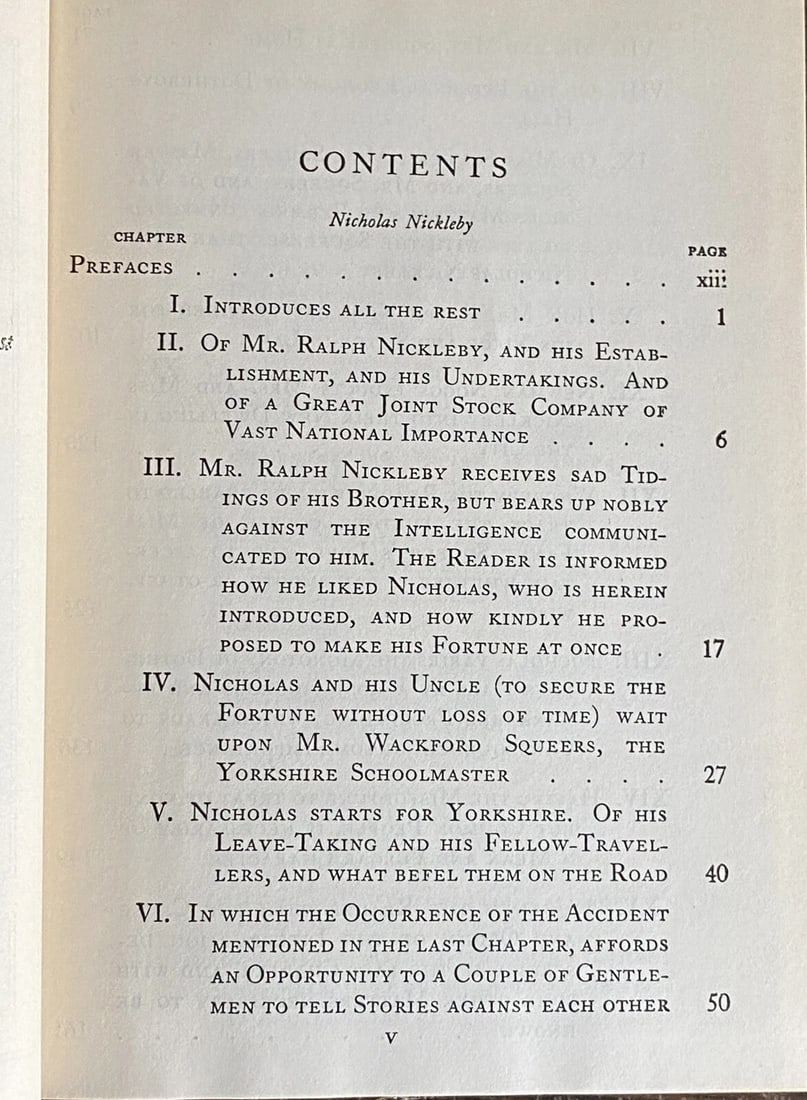 CONTENTS
Nicholas Nickleby
CHAPTER PAGE
PREFACES . . . . . . . . . . . . . xiii
I. INTRODUCES ALL THE REST . . . . . 1
II. OF MR. RALPH NICKLEBY, AND HIS ESTAB-
LISHMENT, AND HIS UNDERTAKINGS. AND
OF A GREAT JOINT STOCK COMPANY OF
VAST NATIONAL IMPORTANCE . . . . 6
III. MR. RALPH NICKLEBY RECEIVES SAD TID-
INGS OF HIS BROTHER, BUT BEARS UP NOBLY
AGAINST THE INTELLIGENCE COMMUNI-
CATED TO HIM. THE READER IS INFORMED
HOW HE LIKED NICHOLAS, WHO IS HEREIN
INTRODUCED, AND HOW KINDLY HE PRO-
POSED TO MAKE HIS FORTUNE AT ONCE . 17
IV. NICHOLAS AND HIS UNCLE (TO SECURE THE
FORTUNE WITHOUT LOSS OF TIME) WAIT
UPON MR. WACKFORD SQUEERS, THE
YORKSHIRE SCHOOLMASTER . . . . 27
V. NICHOLAS STARTS FOR YORKSHIRE. OF HIS
LEAVE-TAKING AND HIS FELLOW-TRAVEL-
LERS, AND WHAT BEFEL THEM ON THE ROAD 40
VI. IN WHICH THE OCCURRENCE OF THE ACCIDENT
MENTIONED IN THE LAST CHAPTER, AFFORDS
AN OPPORTUNITY TO A COUPLE OF GENTLE-
MEN TO TELL STORIES AGAINST EACH OTHER 50
v